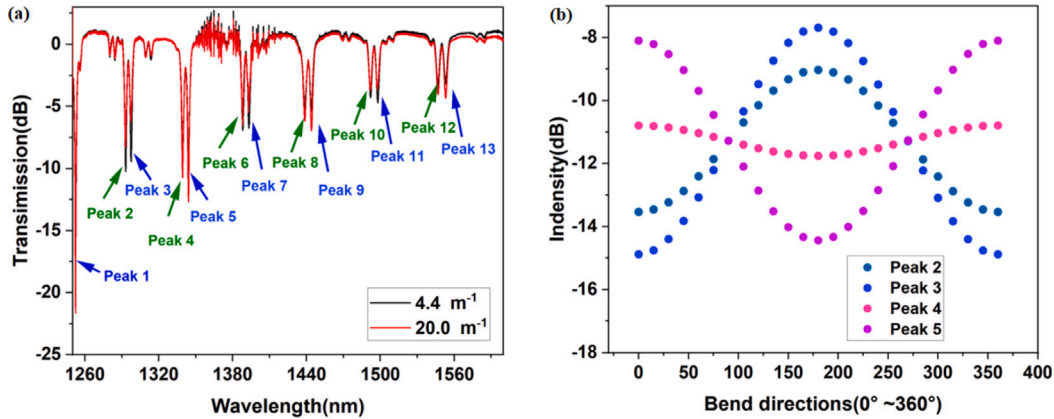 (a)
Transmission(dB)
0
-5
-10
-15
-20
-25
1260
1320
1380
1440
1500
1560
Wavelength(nm)
Peak 1
Peak 2
Peak 3
Peak 4
Peak 5
Peak 6
Peak 7
Peak 8
Peak 9
Peak 10
Peak 11
Peak 12
Peak 13
4.4 m⁻¹
20.0 m⁻¹
(b)
Indensity(dB)
-8
-10
-12
-14
-16
-18
0
50
100
150
200
250
300
350
400
Bend directions(0° ~360°)
Peak 2
Peak 3
Peak 4
Peak 5